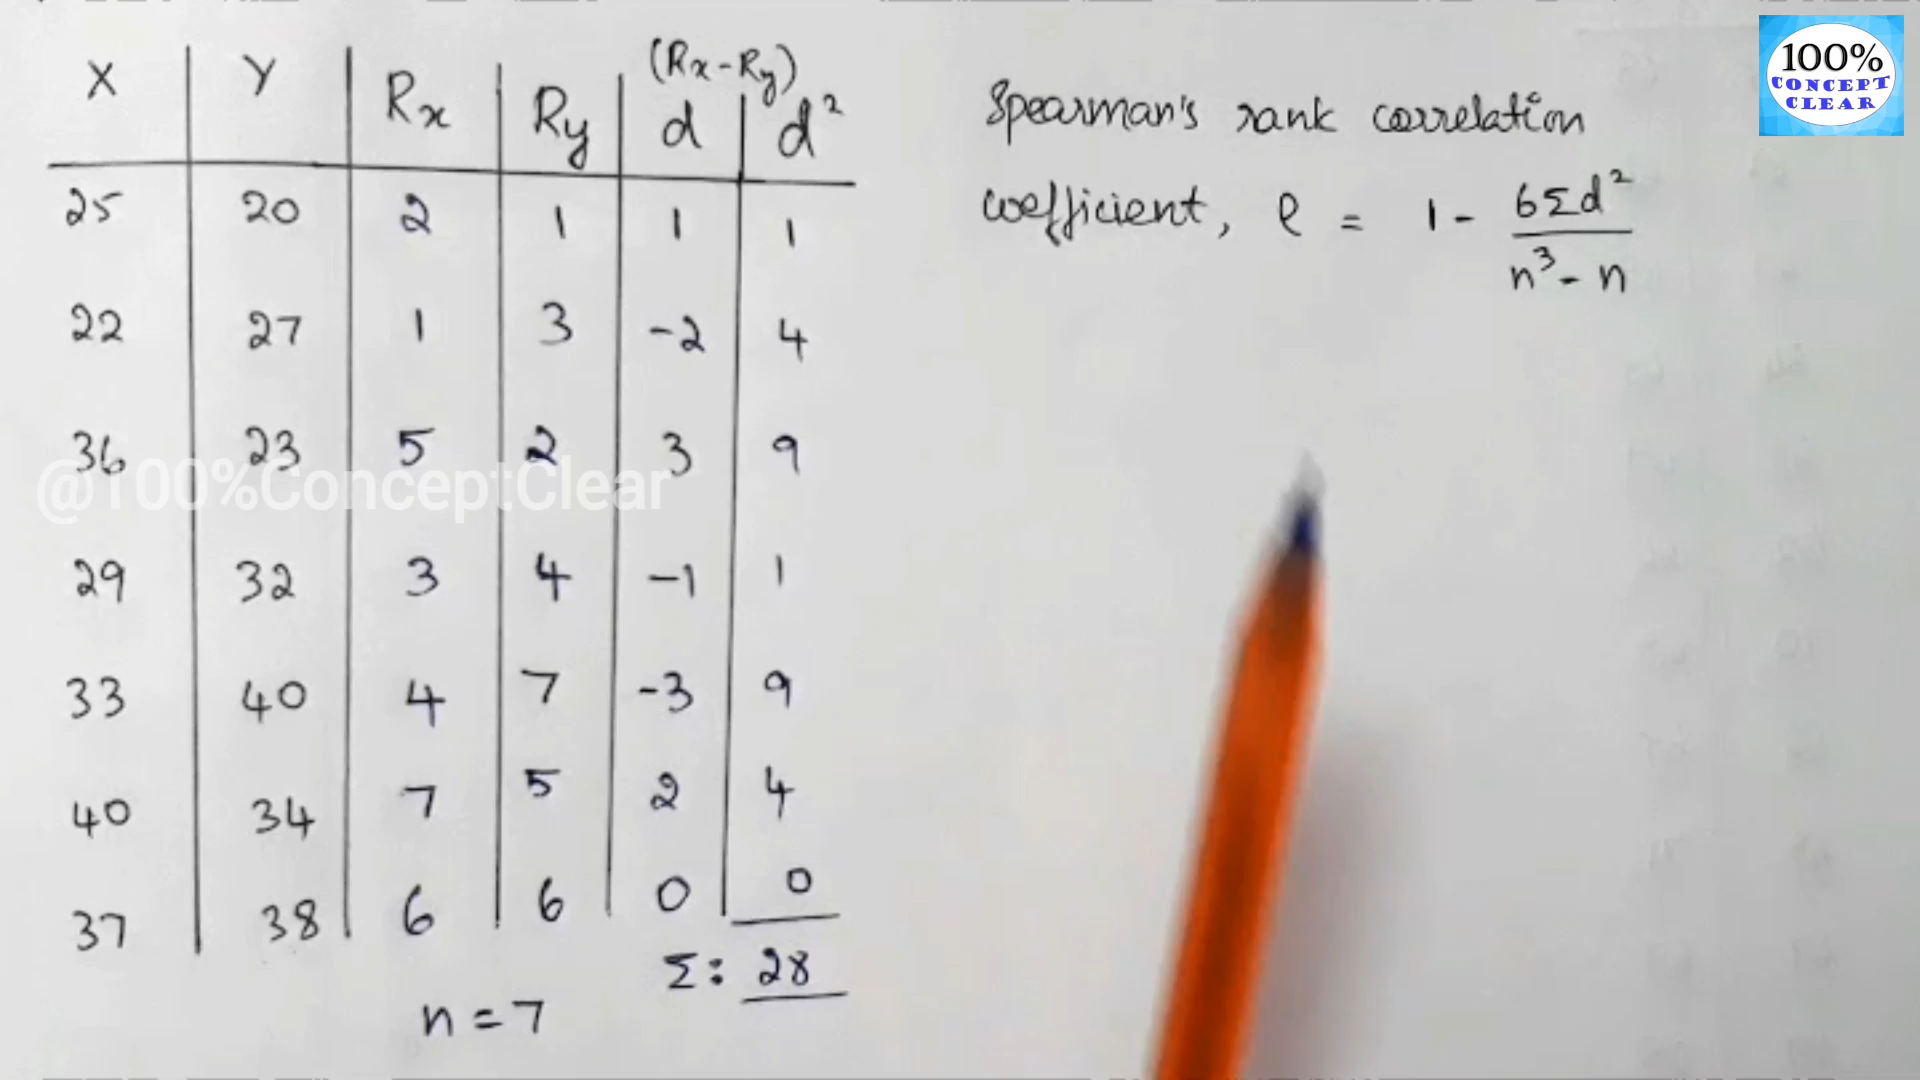 X Y Rx Ry (Rx-Ry) d d²
25 20 2 1 1 1
22 27 1 3 -2 4
36 23 5 2 3 9
29 32 3 4 -1 1
33 40 4 7 -3 9
40 34 7 5 2 4
37 38 6 6 0 0
Σ: 28
n = 7
Spearman's rank correlation
coefficient, ρ = 1 - 6Σd² / n³ - n
@100%ConceptClear
100%
CONCEPT
CLEAR